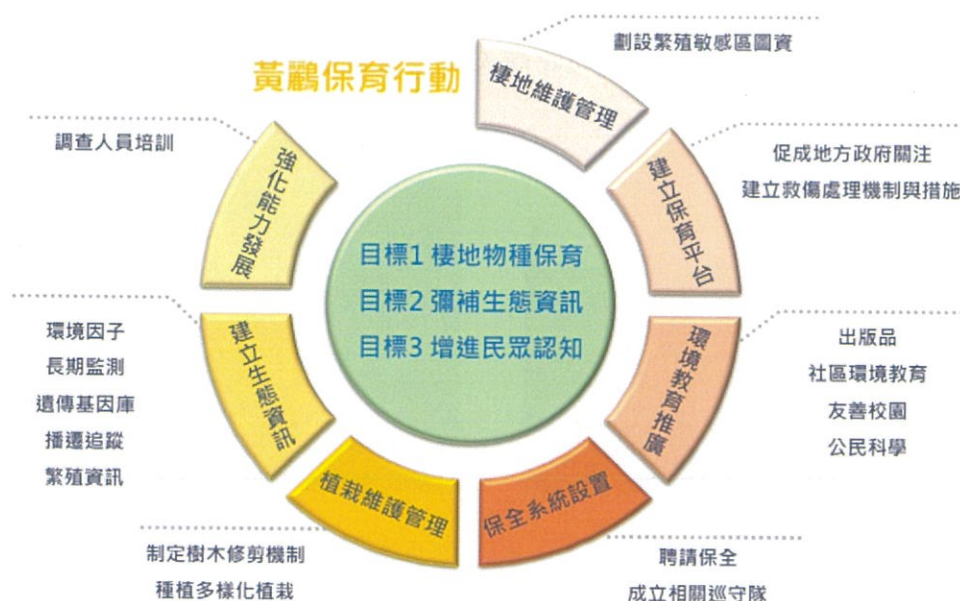 黃鸝保育行動
棲地維護管理
劃設繁殖敏感區圖資
建立保育平台
促成地方政府關注
建立救傷處理機制與措施
環境教育推廣
出版品
社區環境教育
友善校園
公民科學
保全系統設置
聘請保全
成立相關巡守隊
植栽維護管理
制定樹木修剪機制
種植多樣化植栽
建立生態資訊
環境因子
長期監測
遺傳基因庫
播遷追蹤
繁殖資訊
強化能力發展
調查人員培訓
目標1 棲地物種保育
目標2 彌補生態資訊
目標3 增進民眾認知